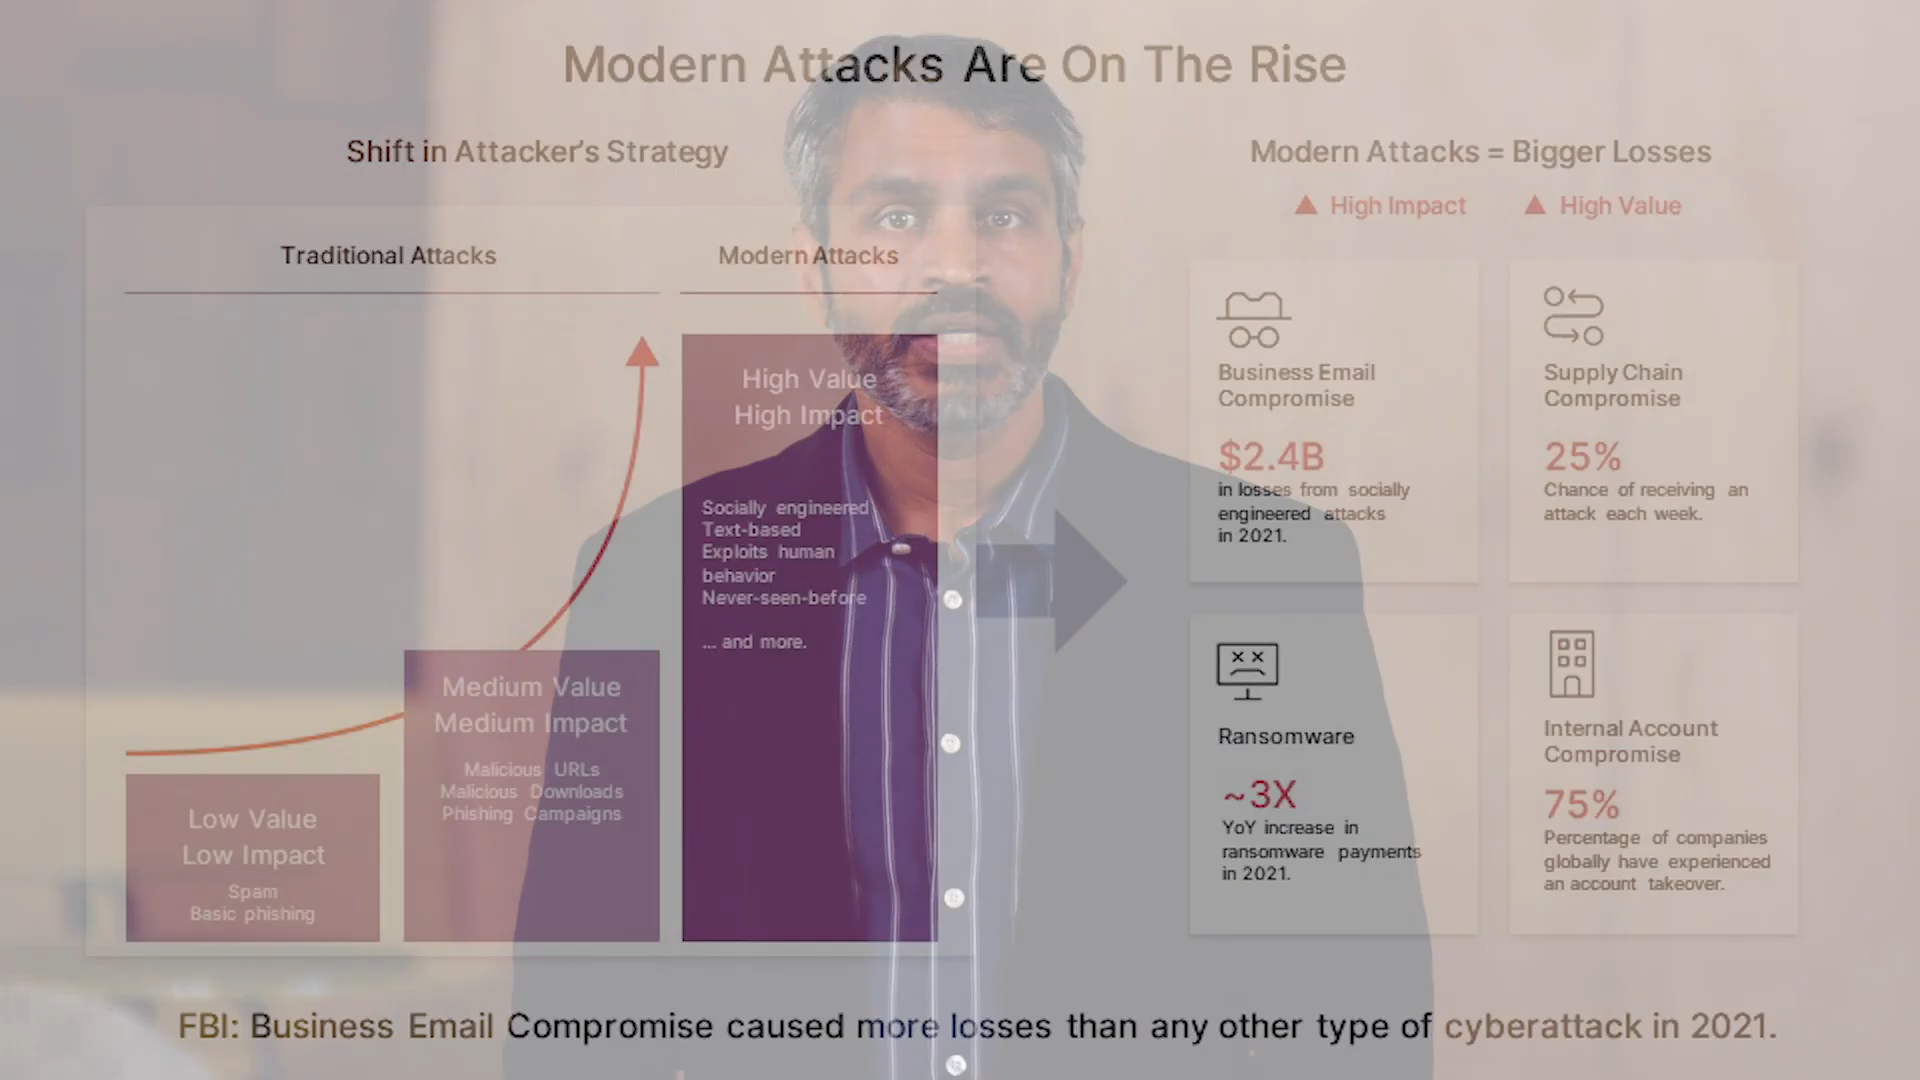 Modern Attacks Are On The Rise
Shift in Attacker's Strategy
Traditional Attacks
Modern Attacks
Low Value
Low Impact
Spam
Basic phishing
Medium Value
Medium Impact
Malicious URLs
Malicious Downloads
Phishing Campaigns
High Value
High Impact
Socially engineered
Text-based
Exploits human
behavior
Never-seen-before
... and more.
Modern Attacks = Bigger Losses
High Impact
High Value
Business Email
Compromise
$2.4B
in losses from socially
engineered attacks
in 2021.
Supply Chain
Compromise
25%
Chance of receiving an
attack each week.
Ransomware
~3X
YoY increase in
ransomware payments
in 2021.
Internal Account
Compromise
75%
Percentage of companies
globally have experienced
an account takeover.
FBI: Business Email Compromise caused more losses than any other type of cyberattack in 2021.